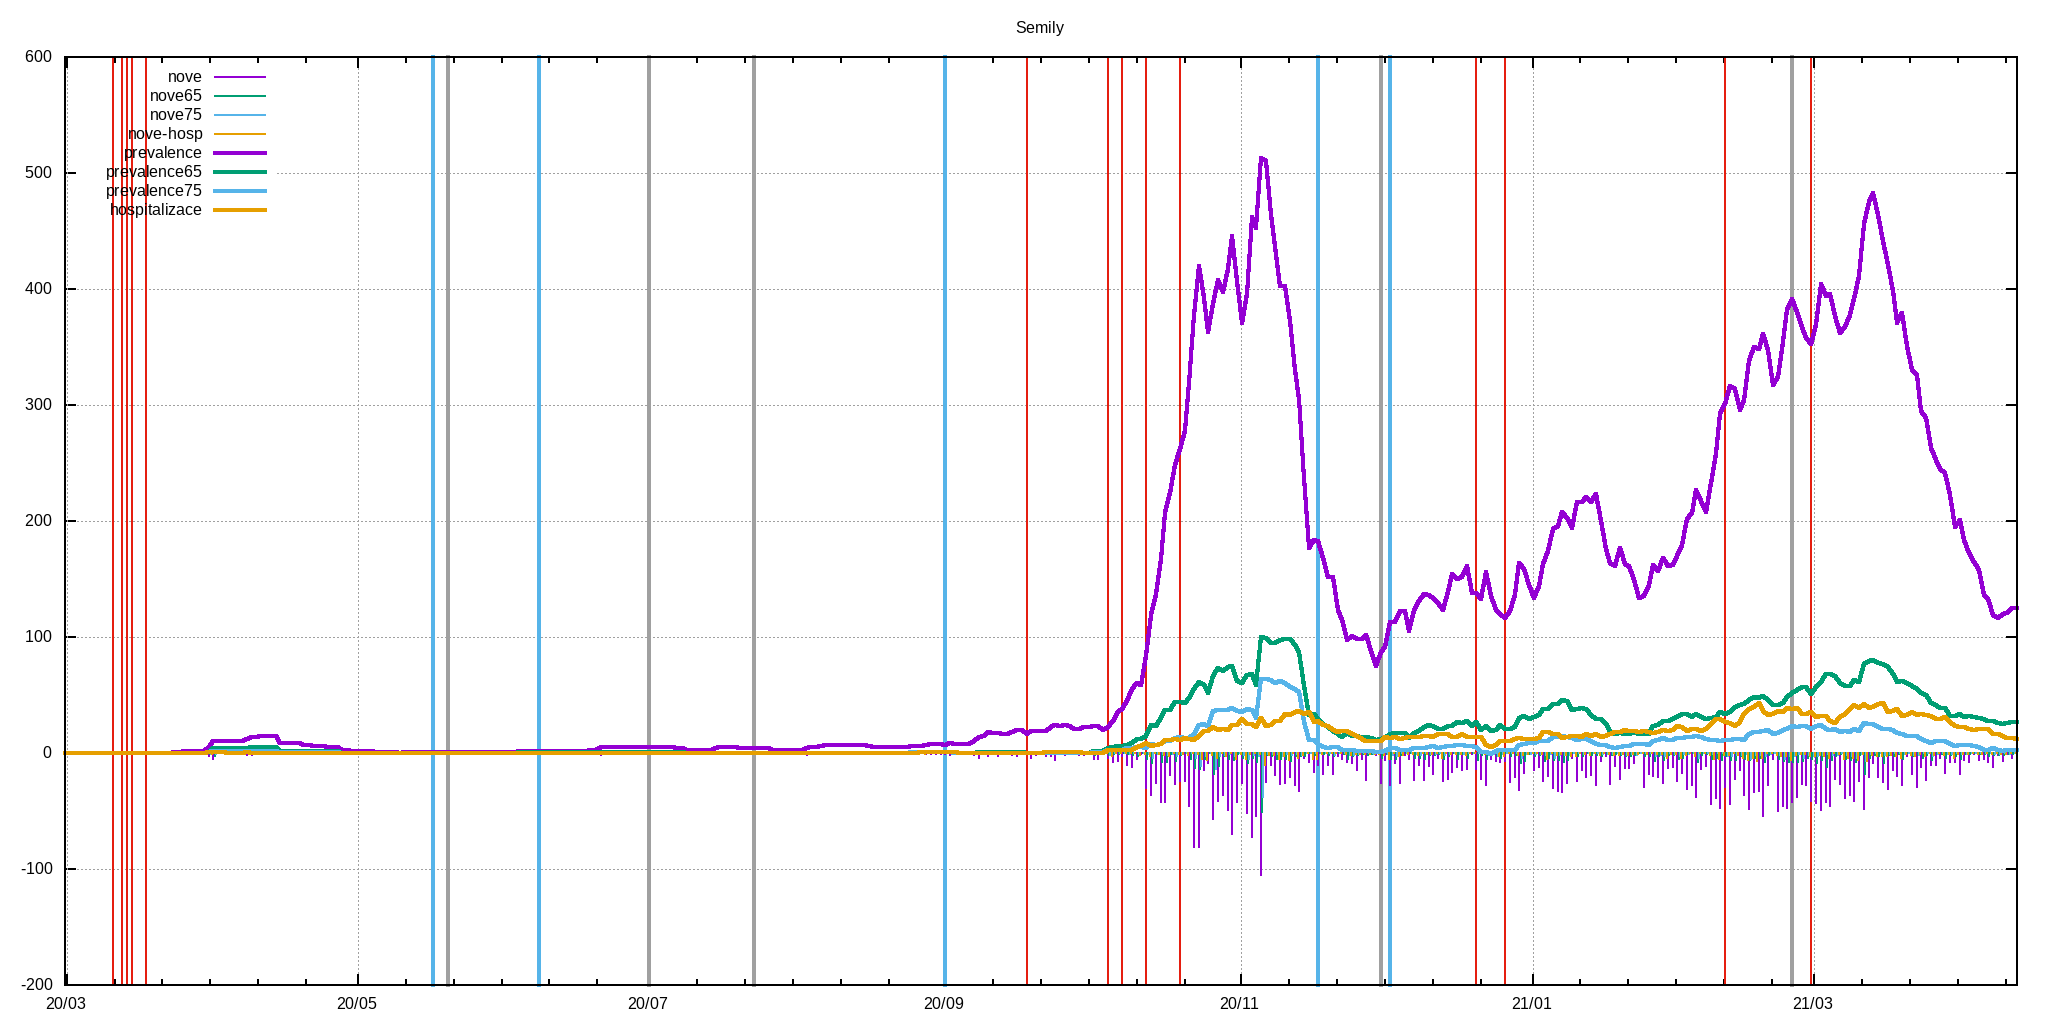 Semily
600
500
400
300
200
100
0
-100
-200
nove
nove65
nove75
nove-hosp
prevalence
prevalence65
prevalence75
hospitalizace
20/03 20/05 20/07 20/09 20/11 21/01 21/03